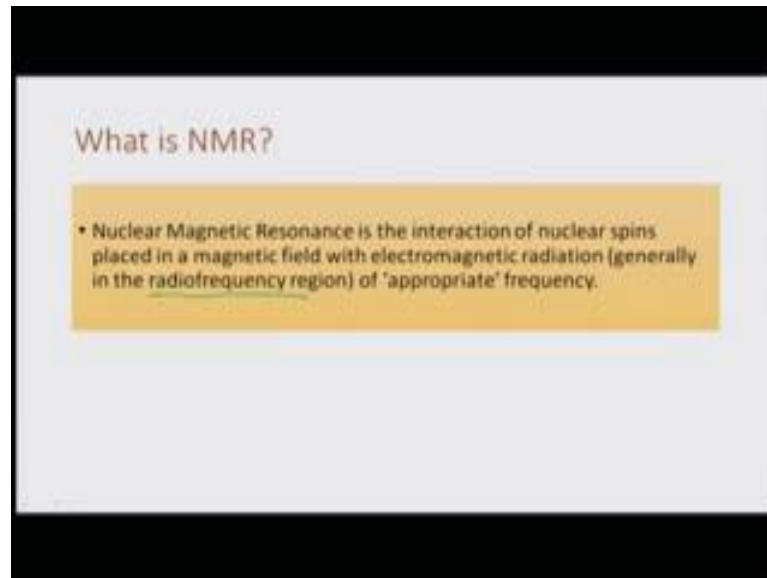 What is NMR?
• Nuclear Magnetic Resonance is the interaction of nuclear spins
placed in a magnetic field with electromagnetic radiation (generally
in the radiofrequency region) of 'appropriate' frequency.